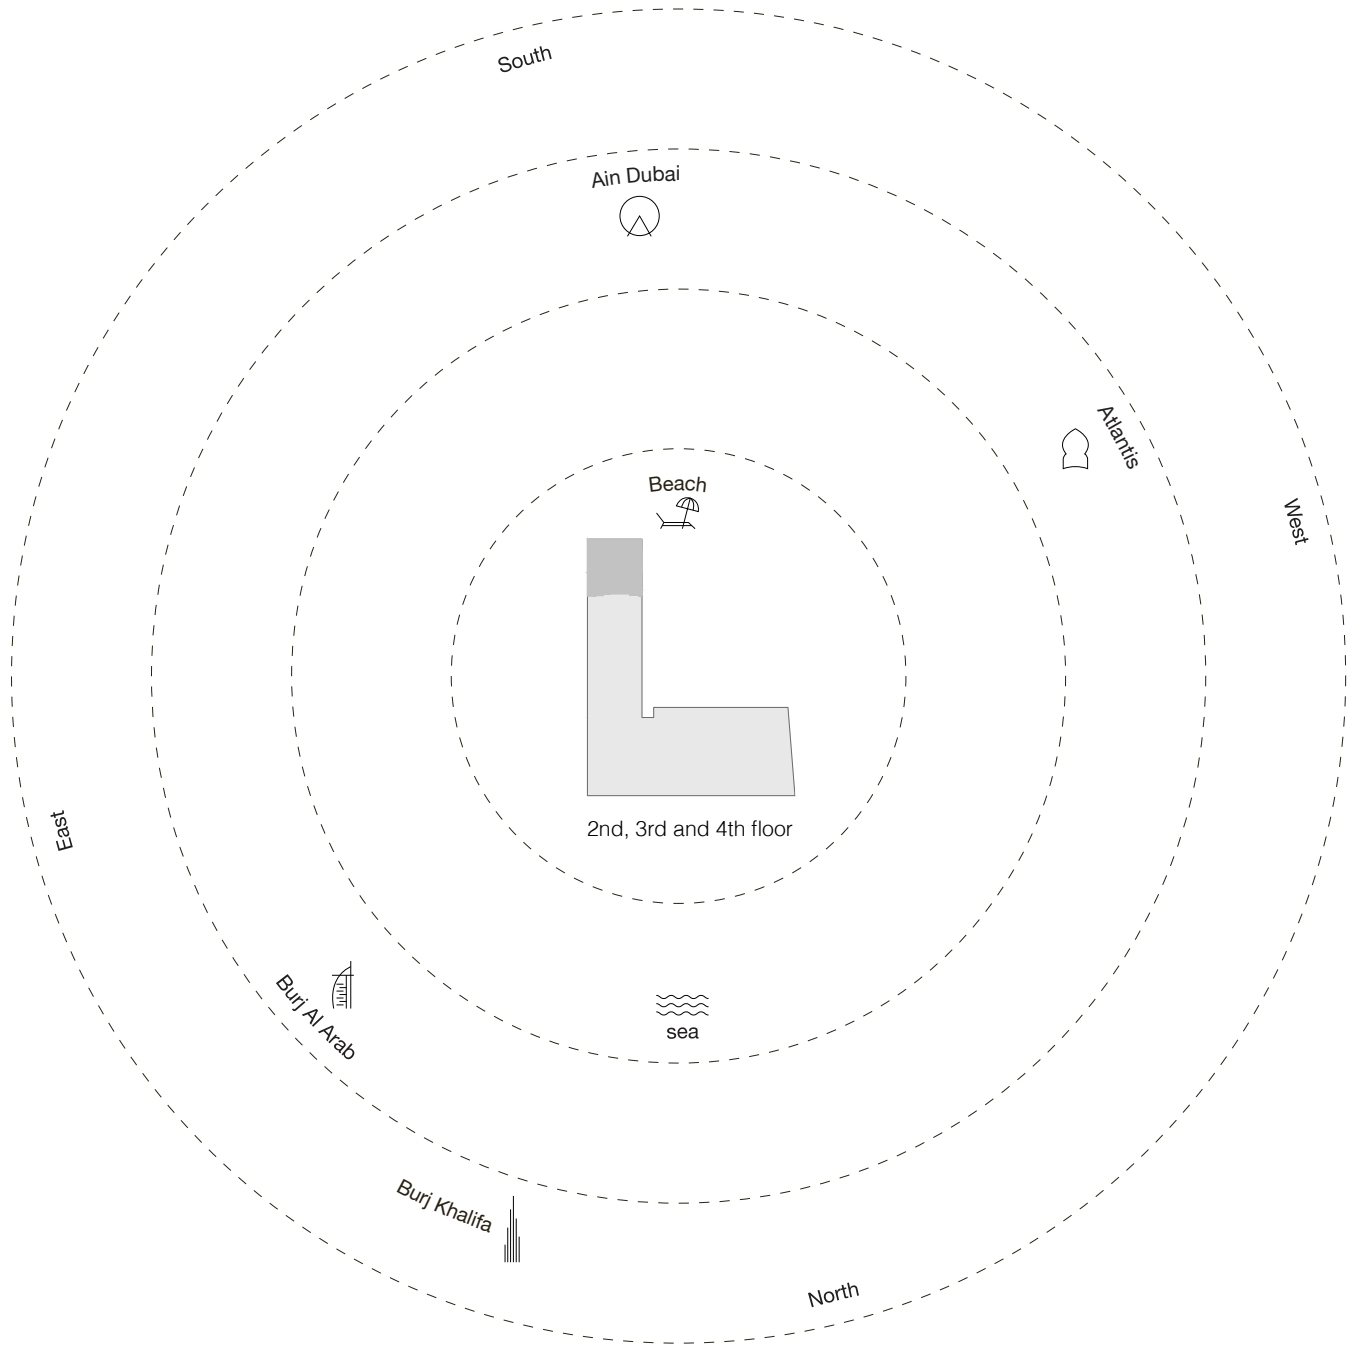 South
Ain Dubai
Atlantis
Beach
West
2nd, 3rd and 4th floor
East
Burj Al Arab
sea
Burj Khalifa
North